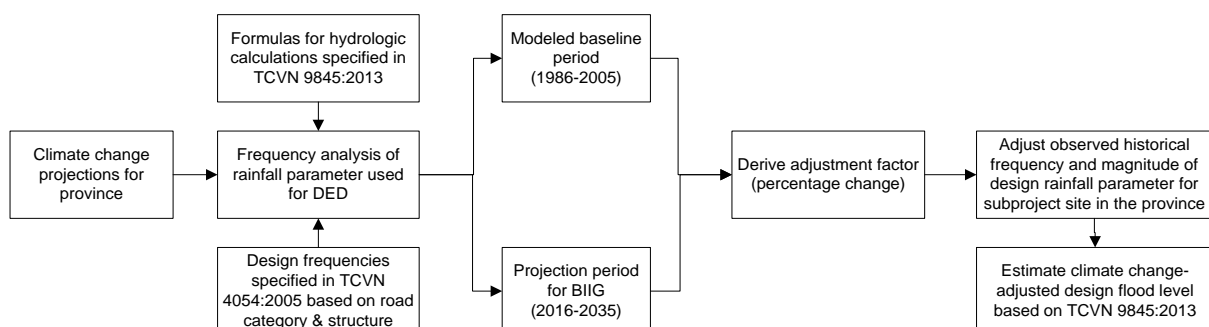 Formulas for hydrologic
calculations specified in
TCVN 9845:2013
Modeled baseline
period
(1986-2005)
Climate change
projections for
province
Frequency analysis of
rainfall parameter used
for DED
Derive adjustment factor
(percentage change)
Adjust observed historical
frequency and magnitude of
design rainfall parameter for
subproject site in the province
Design frequencies
specified in TCVN
4054:2005 based on road
category & structure
Projection period
for BIIG
(2016-2035)
Estimate climate change-
adjusted design flood level
based on TCVN 9845:2013